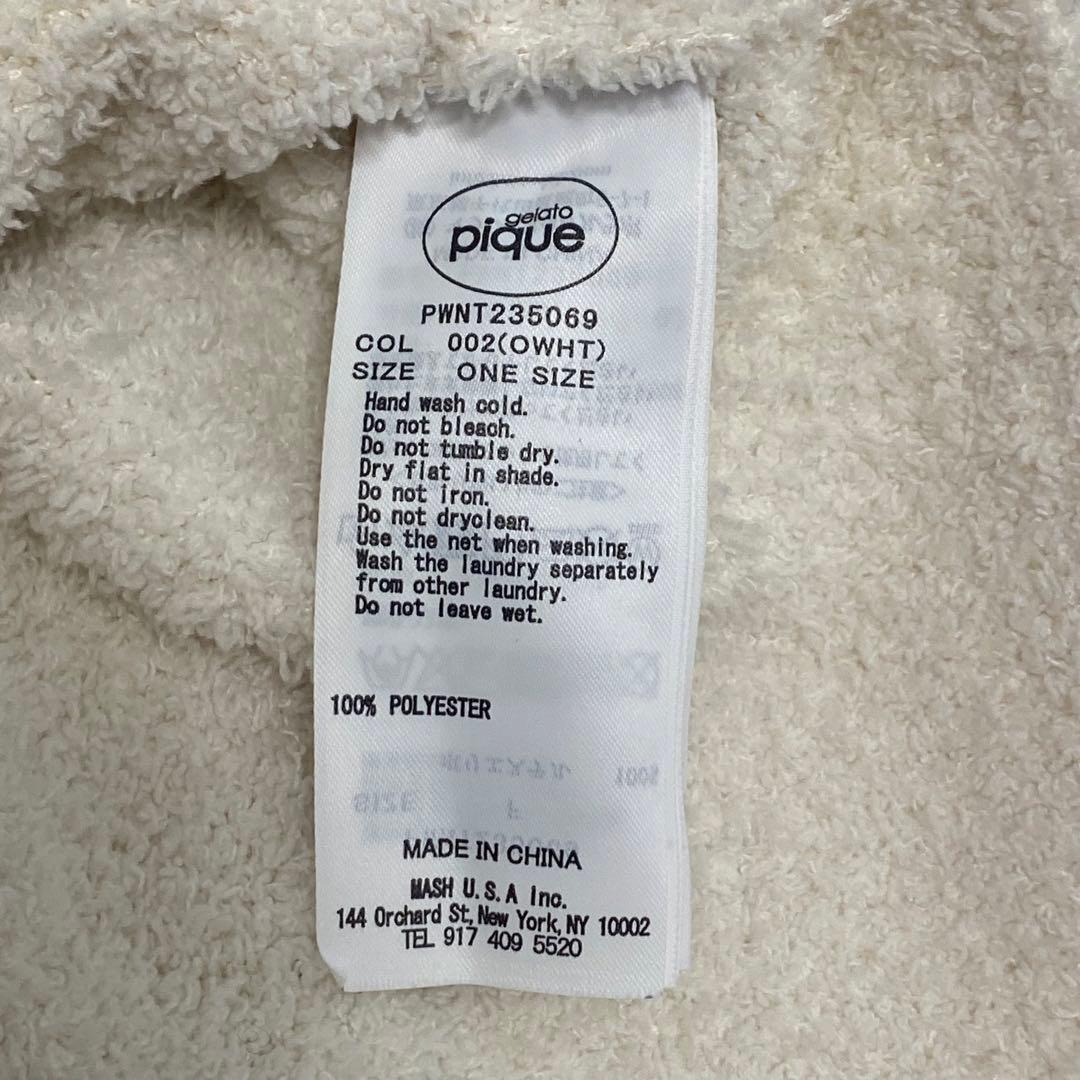 gelato
pique
PWNT235069
COL 002(OWHT)
SIZE ONE SIZE
Hand wash cold.
Do not bleach.
Do not tumble dry.
Dry flat in shade.
Do not iron.
Do not dryclean.
Use the net when washing.
Wash the laundry separately
from other laundry.
Do not leave wet.
100% POLYESTER
MADE IN CHINA
MASH U.S.A Inc.
144 Orchard St, New York, NY 10002
TEL 917 409 5520